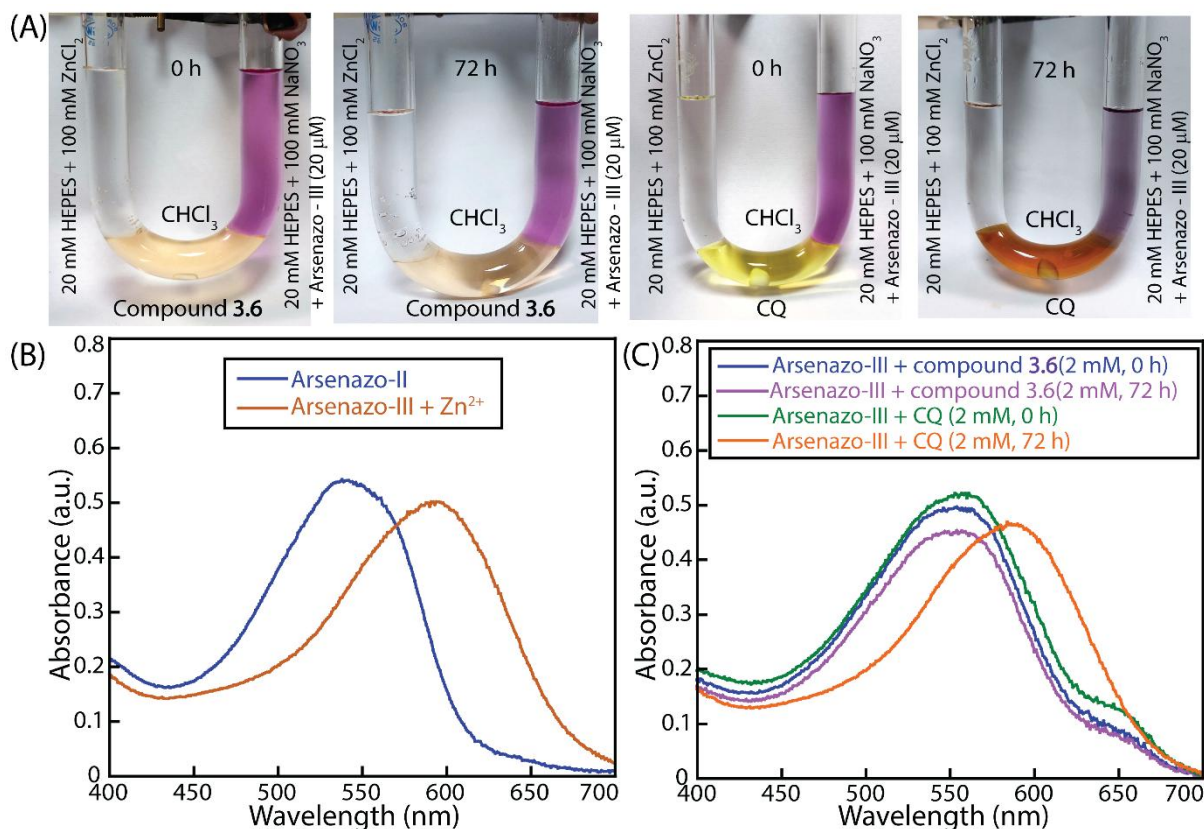 (A)
20 mM HEPES + 100 mM ZnCl₂
0 h
CHCl₃
Compound 3.6
20 mM HEPES + 100 mM NaNO₃
+ Arsenazo-III (20 μM)
20 mM HEPES + 100 mM ZnCl₂
72 h
CHCl₃
Compound 3.6
20 mM HEPES + 100 mM NaNO₃
+ Arsenazo - III (20 μM)
20 mM HEPES + 100 mM ZnCl₂
0 h
CHCl₃
CQ
20 mM HEPES + 100 mM NaNO₃
+ Arsenazo - III (20 μM)
20 mM HEPES + 100 mM ZnCl₂
72 h
CHCl₃
CQ
20 mM HEPES + 100 mM NaNO₃
+ Arsenazo - III (20 μM)
(B)
Arsenazo-II
Arsenazo-III + Zn²⁺
0.8
0.7
0.6
0.5
0.4
0.3
0.2
0.1
0
Absorbance (a.u.)
400 450 500 550 600 650 700
Wavelength (nm)
(C)
Arsenazo-III + compound 3.6(2 mM, 0 h)
Arsenazo-III + compound 3.6(2 mM, 72 h)
Arsenazo-III + CQ (2 mM, 0 h)
Arsenazo-III + CQ (2 mM, 72 h)
0.8
0.7
0.6
0.5
0.4
0.3
0.2
0.1
0
Absorbance (a.u.)
400 450 500 550 600 650 700
Wavelength (nm)